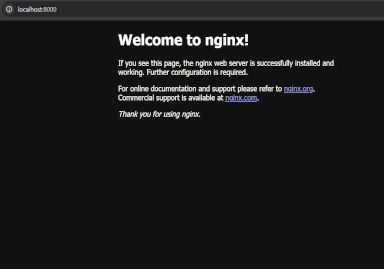 localhost:8000
Welcome to nginx!
If you see this page, the nginx web server is successfully installed and
working. Further configuration is required.
For online documentation and support please refer to nginx.org.
Commercial support is available at nginx.com.
Thank you for using nginx.